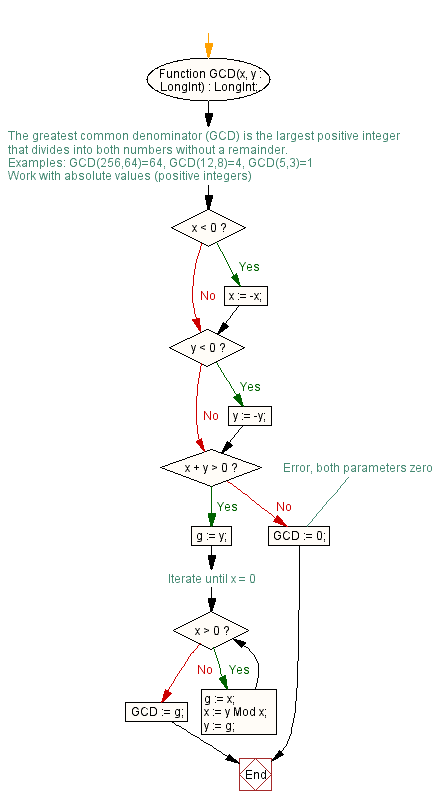 Function GCD(x, y :
LongInt) : LongInt;
The greatest common denominator (GCD) is the largest positive integer
that divides into both numbers without a remainder.
Examples: GCD(256,64)=64, GCD(12,8)=4, GCD(5,3)=1
Work with absolute values (positive integers)
x < 0 ?
Yes
No
x := -x;
y < 0 ?
Yes
No
y := -y;
x + y > 0 ?
Error, both parameters zero
Yes
No
g := y;
GCD := 0;
Iterate until x = 0
x > 0 ?
No
Yes
GCD := g;
g := x;
x := y Mod x;
y := g;
End